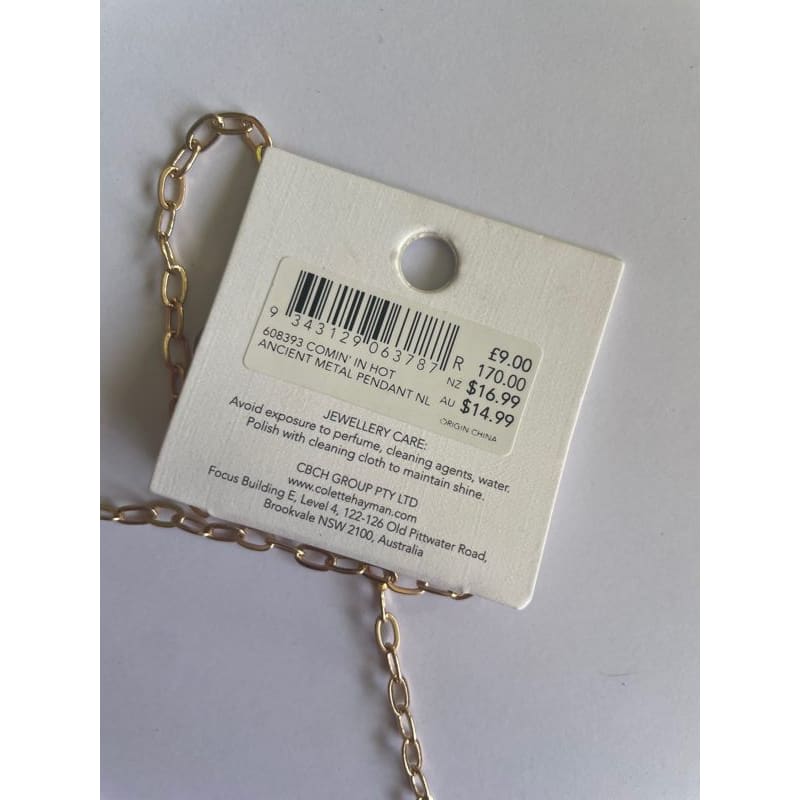 9 343129 063787
608393 COMIN' IN HOT
ANCIENT METAL PENDANT NL
£9.00
R 170.00
NZ $16.99
AU $14.99
ORIGIN CHINA
JEWELLERY CARE:
Avoid exposure to perfume, cleaning agents, water.
Polish with cleaning cloth to maintain shine.
CBCH GROUP PTY LTD
www.colettehayman.com
Focus Building E, Level 4, 122-126 Old Pittwater Road,
Brookvale NSW 2100, Australia